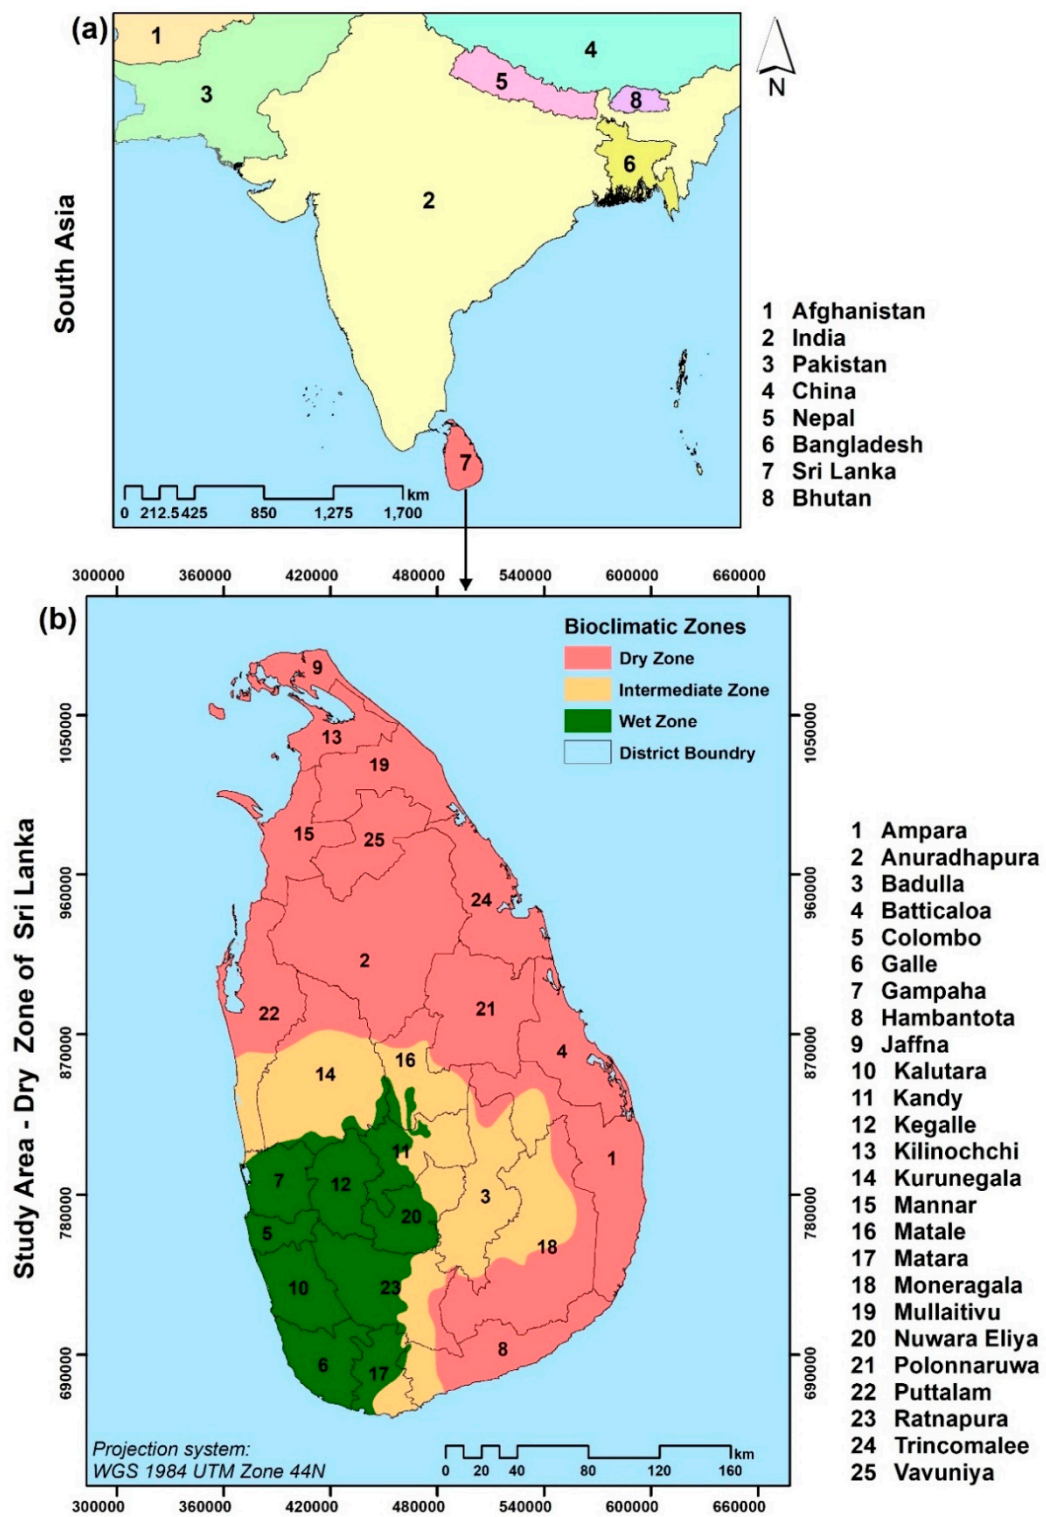 (a)
N
South Asia
1
4
5
8
3
6
2
7
km
0 212.5 425 850 1,275 1,700
1 Afghanistan
2 India
3 Pakistan
4 China
5 Nepal
6 Bangladesh
7 Sri Lanka
8 Bhutan
(b)
300000 360000 420000 480000 540000 600000 660000
Study Area - Dry Zone of Sri Lanka
1050000
960000
870000
780000
690000
Bioclimatic Zones
Dry Zone
Intermediate Zone
Wet Zone
District Boundry
9
13
19
15
25
24
2
22
21
4
16
14
11
1
7
12
3
20
5
18
10
23
8
6
17
1050000
960000
870000
780000
690000
Projection system:
WGS 1984 UTM Zone 44N
km
0 20 40 80 120 160
300000 360000 420000 480000 540000 600000 660000
1 Ampara
2 Anuradhapura
3 Badulla
4 Batticaloa
5 Colombo
6 Galle
7 Gampaha
8 Hambantota
9 Jaffna
10 Kalutara
11 Kandy
12 Kegalle
13 Kilinochchi
14 Kurunegala
15 Mannar
16 Matale
17 Matara
18 Moneragala
19 Mullaitivu
20 Nuwara Eliya
21 Polonnaruwa
22 Puttalam
23 Ratnapura
24 Trincomalee
25 Vavuniya